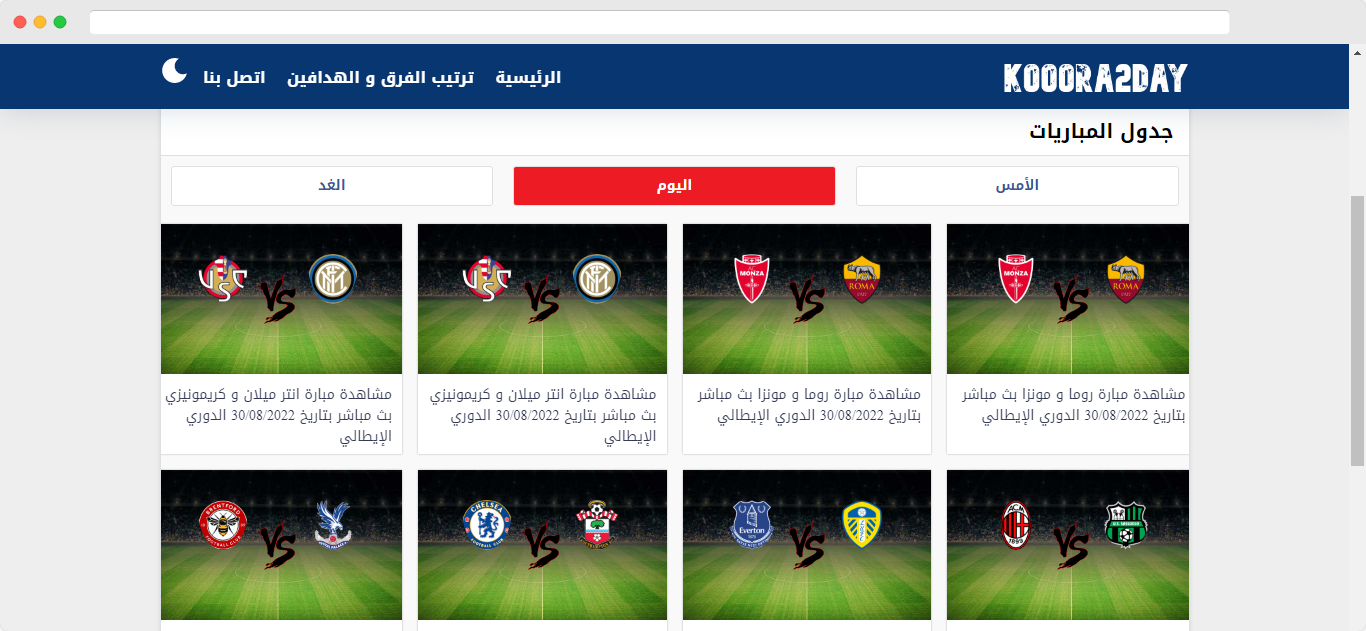 KOOORA2DAY
الرئيسية
ترتيب الفرق و الهدافين
اتصل بنا
جدول المباريات
الأمس
اليوم
الغد
MONZA
VS
ROMA
MONZA
VS
ROMA
VS
VS
مشاهدة مبارة روما و مونزا بث مباشر
بتاريخ 30/08/2022 الدوري الإيطالي
مشاهدة مبارة روما و مونزا بث مباشر
بتاريخ 30/08/2022 الدوري الإيطالي
مشاهدة مبارة انتر ميلان و كريمونيزي
بث مباشر بتاريخ 30/08/2022 الدوري
الإيطالي
مشاهدة مبارة انتر ميلان و كريمونيزي
بث مباشر بتاريخ 30/08/2022 الدوري
الإيطالي
ACM
1899
VS
Everton
VS
CHELSEA
FOOTBALL CLUB
VS
BRENTFORD
FOOTBALL CLUB
VS